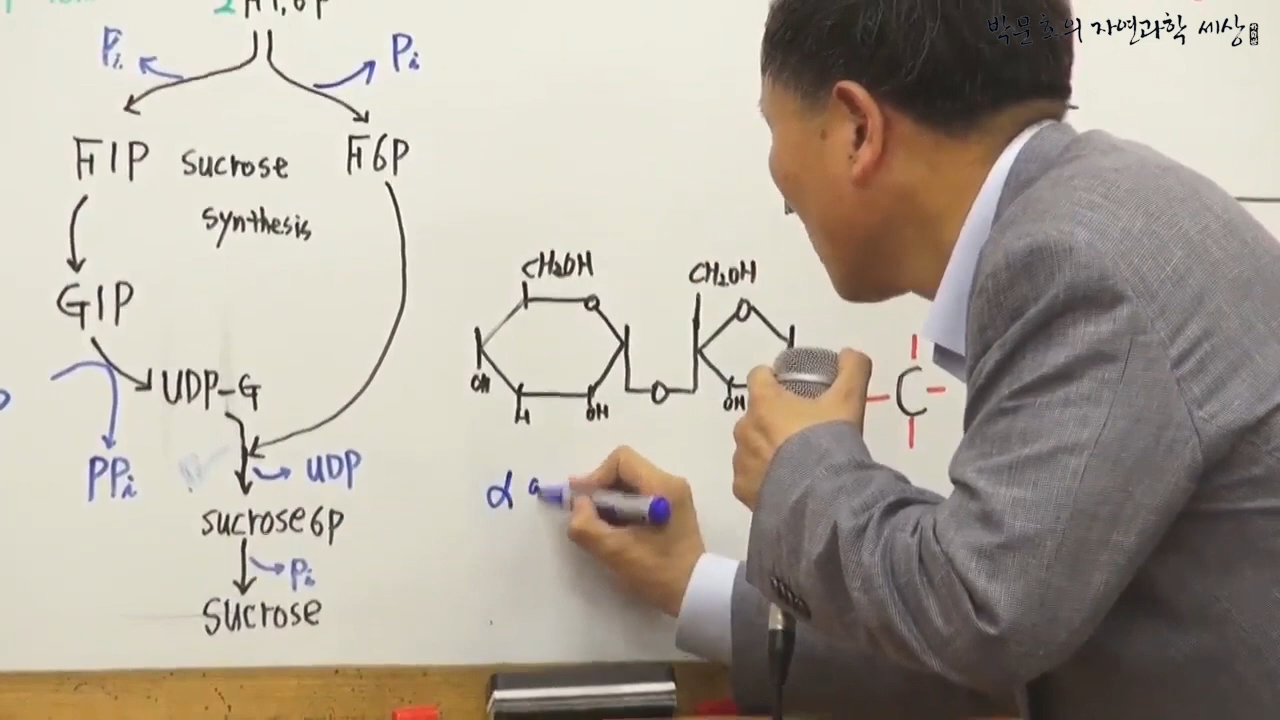 박문호의 자연과학 세상
Pi
Pi
F1P
sucrose
synthesis
F6P
G1P
UDP-G
PPi
UDP
sucrose6p
Pi
sucrose
CH2OH
O
OH
H
OH
O
CH2OH
O
OH
C
α